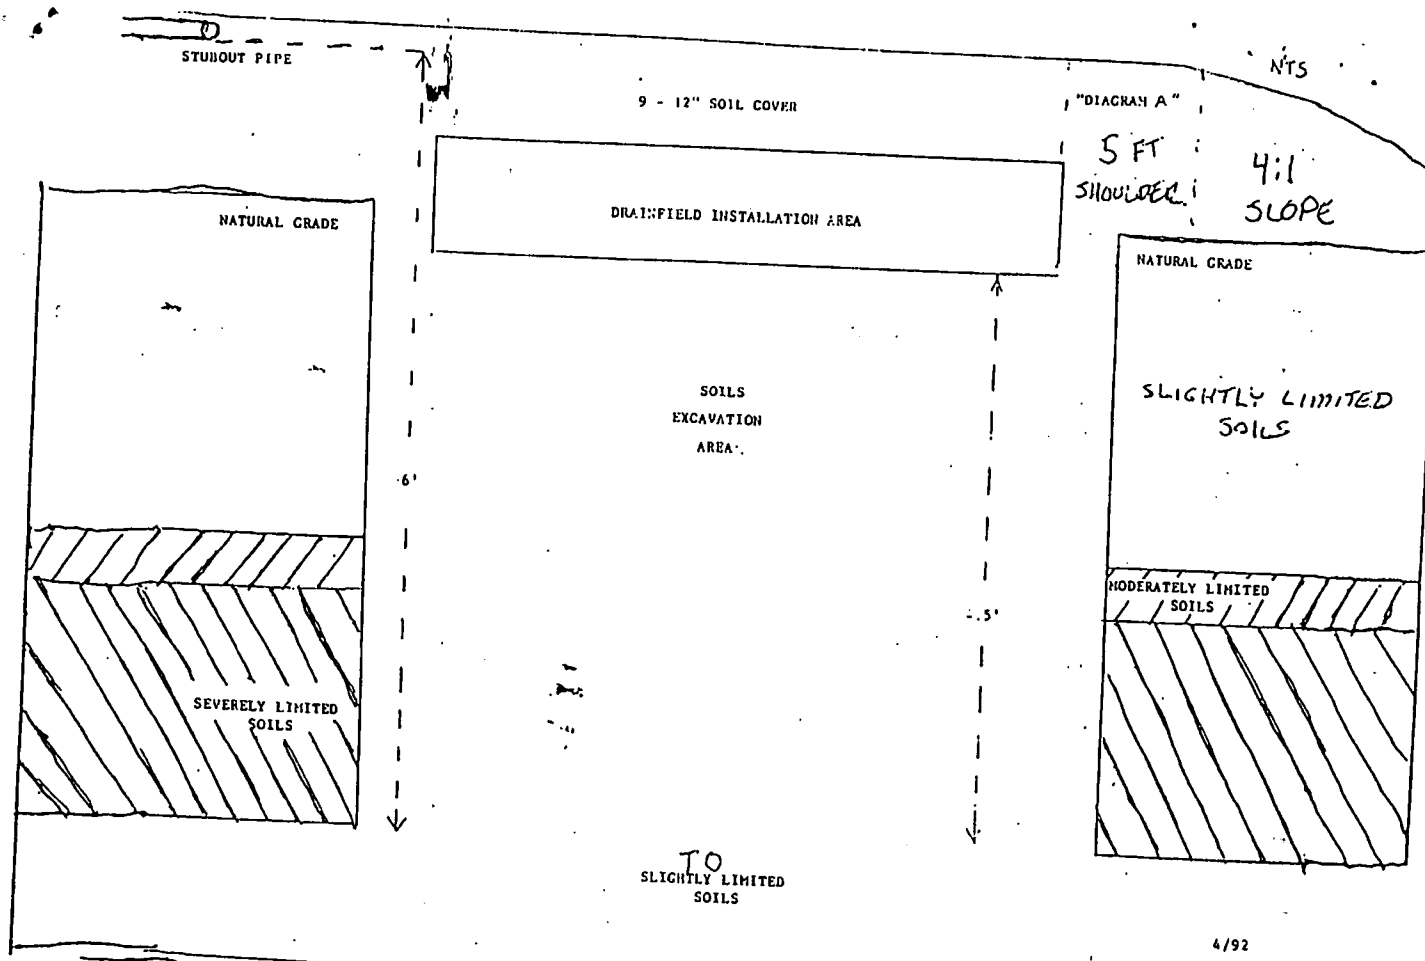 STUBOUT PIPE
NTS
9 - 12" SOIL COVER
"DIAGRAM A"
5 FT
SHOULDER
4:1
SLOPE
NATURAL GRADE
DRAINFIELD INSTALLATION AREA
NATURAL GRADE
SLIGHTLY LIMITED
SOILS
SOILS
EXCAVATION
AREA
6'
MODERATELY LIMITED
SOILS
5'
SEVERELY LIMITED
SOILS
TO
SLIGHTLY LIMITED
SOILS
4/92